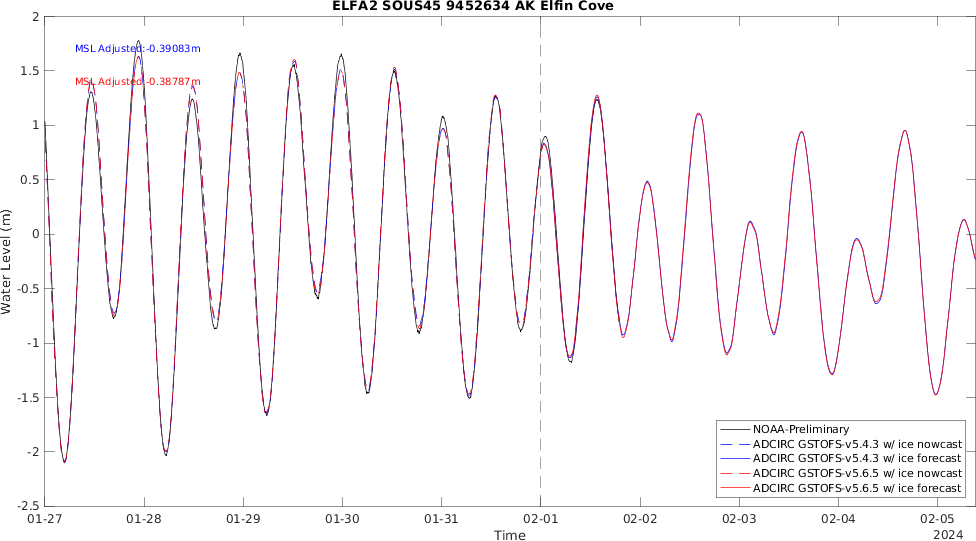 ELFA2 SOUS45 9452634 AK Elfin Cove
MSL Adjusted:-0.39083m
MSL Adjusted:-0.38787m
Water Level (m)
2
1.5
1
0.5
0
-0.5
-1
-1.5
-2
-2.5
NOAA-Preliminary
ADCIRC GSTOFS-v5.4.3 w/ ice nowcast
ADCIRC GSTOFS-v5.4.3 w/ ice forecast
ADCIRC GSTOFS-v5.6.5 w/ ice nowcast
ADCIRC GSTOFS-v5.6.5 w/ ice forecast
01-27 01-28 01-29 01-30 01-31 02-01 02-02 02-03 02-04 02-05
Time
2024